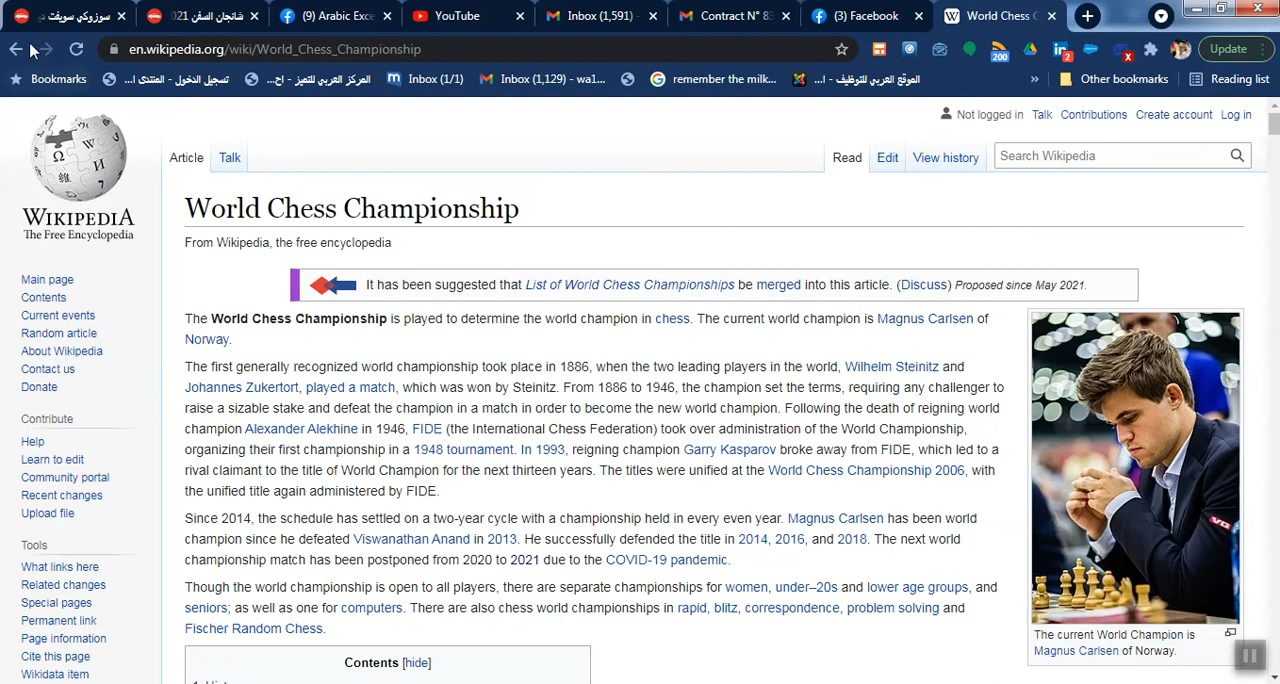 سوزوكي سويفت دي
شانجان السفن 2021
(9) Arabic Exce
YouTube
Inbox (1,591) -
Contract N° 83
(3) Facebook
World Chess C
en.wikipedia.org/wiki/World_Chess_Championship
200
2
x
Update
Bookmarks
تسجيل الدخول - المنتدى ا...
المركز العربي للتميز - اح...
Inbox (1/1)
Inbox (1,129) - wa1...
remember the milk...
الموقع العربي للتوظيف - ا...
»
Other bookmarks
Reading list
Not logged in Talk Contributions Create account Log in
Article Talk
Read Edit View history
Search Wikipedia
WIKIPEDIA
The Free Encyclopedia
Main page
Contents
Current events
Random article
About Wikipedia
Contact us
Donate
Contribute
Help
Learn to edit
Community portal
Recent changes
Upload file
Tools
What links here
Related changes
Special pages
Permanent link
Page information
Cite this page
Wikidata item
World Chess Championship
From Wikipedia, the free encyclopedia
It has been suggested that List of World Chess Championships be merged into this article. (Discuss) Proposed since May 2021.
The World Chess Championship is played to determine the world champion in chess. The current world champion is Magnus Carlsen of
Norway.
The first generally recognized world championship took place in 1886, when the two leading players in the world, Wilhelm Steinitz and
Johannes Zukertort, played a match, which was won by Steinitz. From 1886 to 1946, the champion set the terms, requiring any challenger to
raise a sizable stake and defeat the champion in a match in order to become the new world champion. Following the death of reigning world
champion Alexander Alekhine in 1946, FIDE (the International Chess Federation) took over administration of the World Championship,
organizing their first championship in a 1948 tournament. In 1993, reigning champion Garry Kasparov broke away from FIDE, which led to a
rival claimant to the title of World Champion for the next thirteen years. The titles were unified at the World Chess Championship 2006, with
the unified title again administered by FIDE.
Since 2014, the schedule has settled on a two-year cycle with a championship held in every even year. Magnus Carlsen has been world
champion since he defeated Viswanathan Anand in 2013. He successfully defended the title in 2014, 2016, and 2018. The next world
championship match has been postponed from 2020 to 2021 due to the COVID-19 pandemic.
Though the world championship is open to all players, there are separate championships for women, under–20s and lower age groups, and
seniors; as well as one for computers. There are also chess world championships in rapid, blitz, correspondence, problem solving and
Fischer Random Chess.
Contents [hide]
The current World Champion is
Magnus Carlsen of Norway.